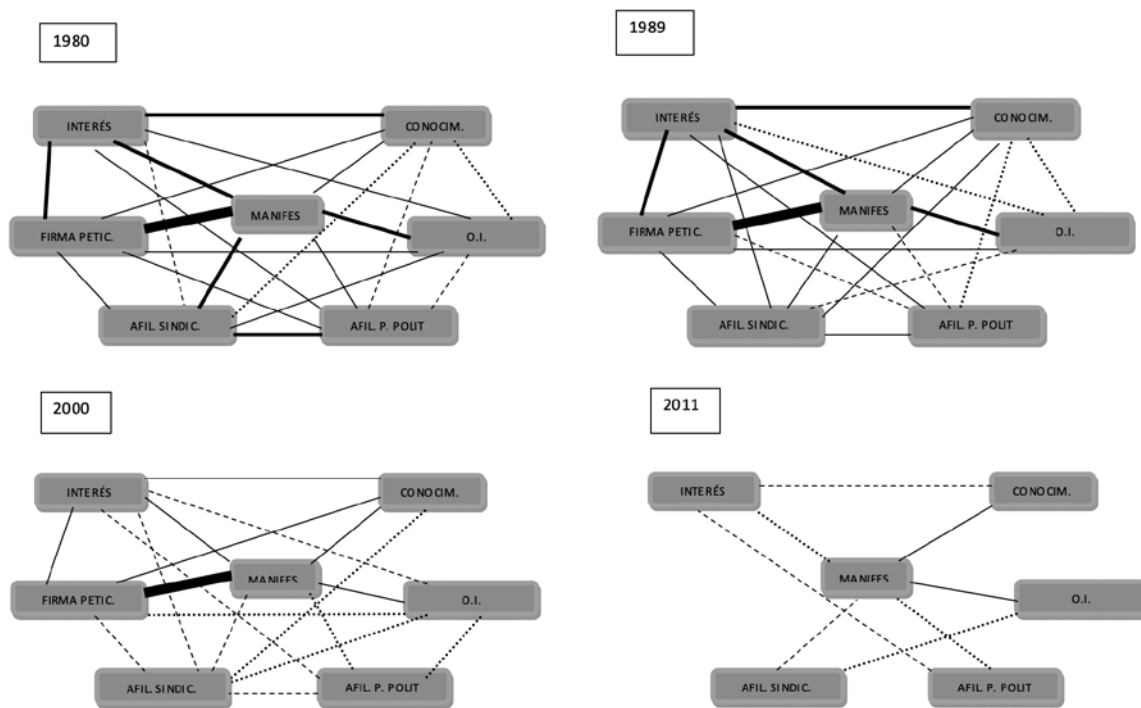 1980
INTERÉS
CONOCIM.
MANIFES
FIRMA PETIC.
O.I.
AFIL. SINDIC.
AFIL. P. POLIT
1989
INTERÉS
CONOCIM.
MANIFES
FIRMA PETIC.
O.I.
AFIL. SINDIC.
AFIL. P. POLIT
2000
INTERÉS
CONOCIM.
MANIFES
FIRMA PETIC.
O.I.
AFIL. SINDIC.
AFIL. P. POLIT
2011
INTERÉS
CONOCIM.
MANIFES
O.I.
AFIL. SINDIC.
AFIL. P. POLIT